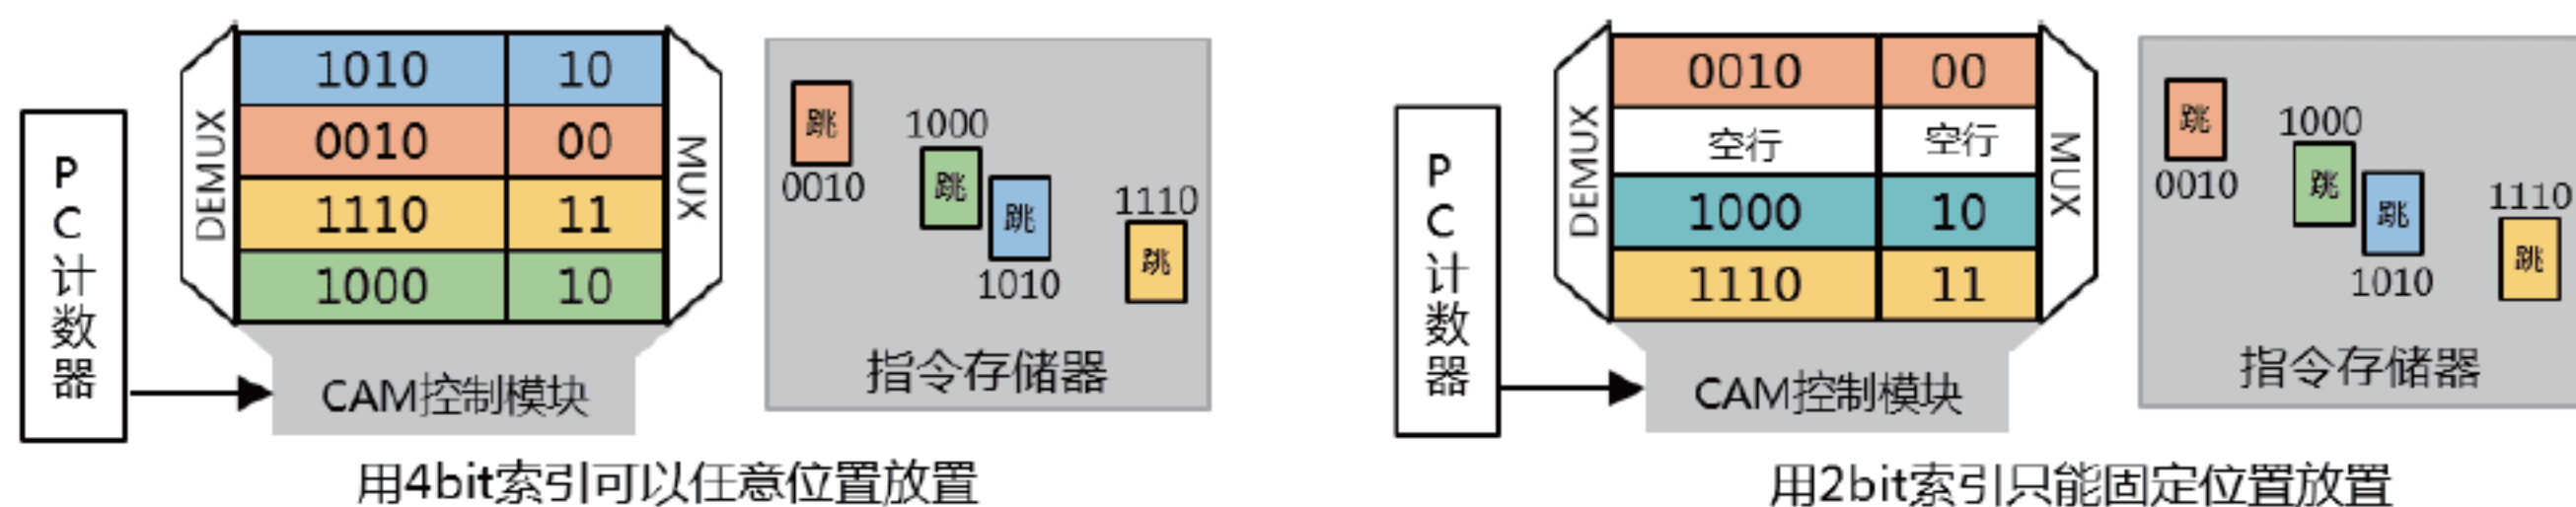 PC计数器
DEMUX
1010 10
0010 00
1110 11
1000 10
MUX
CAM控制模块
跳
0010
1000
跳
跳
1010
1110
跳
指令存储器
用4bit索引可以任意位置放置
PC计数器
DEMUX
0010 00
空行 空行
1000 10
1110 11
MUX
CAM控制模块
跳
0010
1000
跳
跳
1010
1110
跳
指令存储器
用2bit索引只能固定位置放置